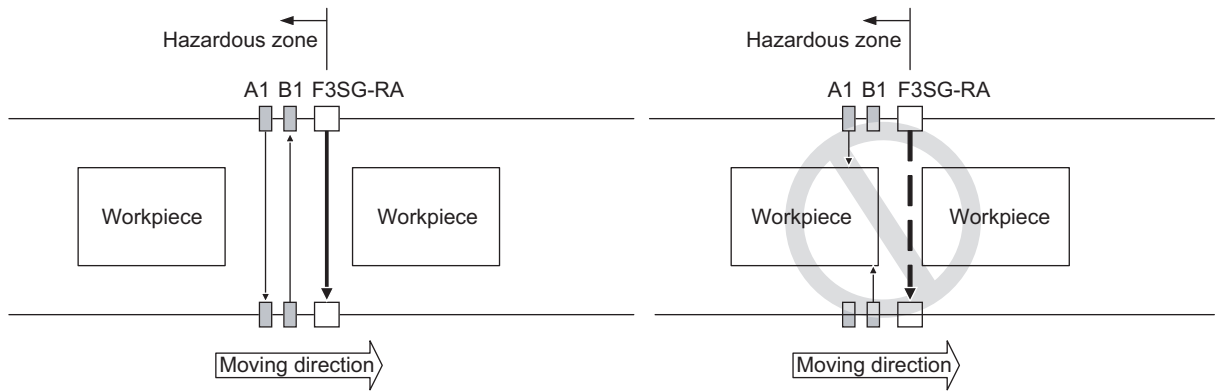 Hazardous zone
A1 B1 F3SG-RA
Workpiece
Workpiece
Moving direction
Hazardous zone
A1 B1 F3SG-RA
Workpiece
Workpiece
Moving direction